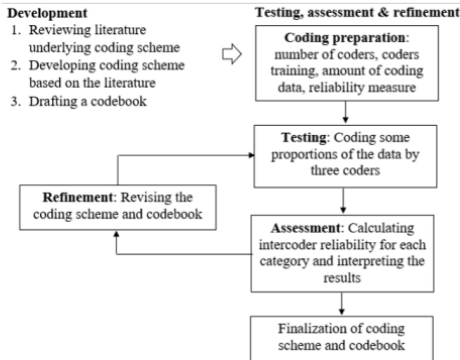 Development
1. Reviewing literature
underlying coding scheme
2. Developing coding scheme
based on the literature
3. Drafting a codebook
Testing, assessment & refinement
Coding preparation:
number of coders, coders
training, amount of coding
data, reliability measure
Testing: Coding some
proportions of the data by
three coders
Refinement: Revising the
coding scheme and codebook
Assessment: Calculating
intercoder reliability for each
category and interpreting the
results
Finalization of coding
scheme and codebook